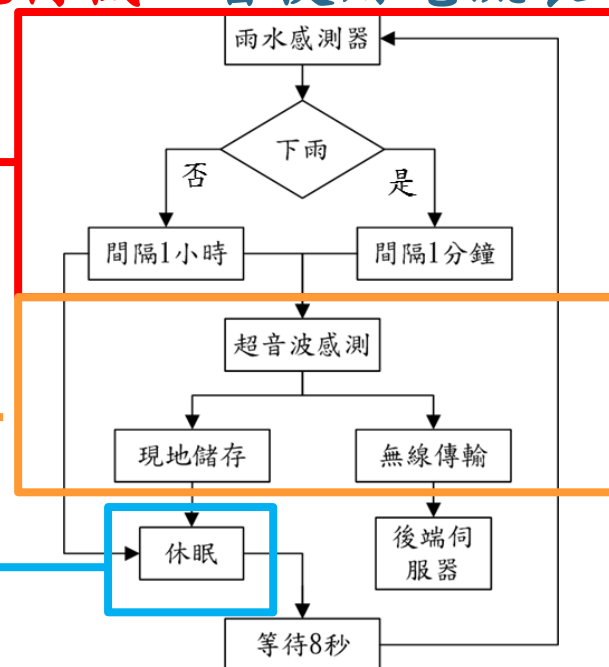 雨水感測器
下雨
否
是
間隔1小時
間隔1分鐘
超音波感測
現地儲存
無線傳輸
休眠
後端伺
服器
等待8秒